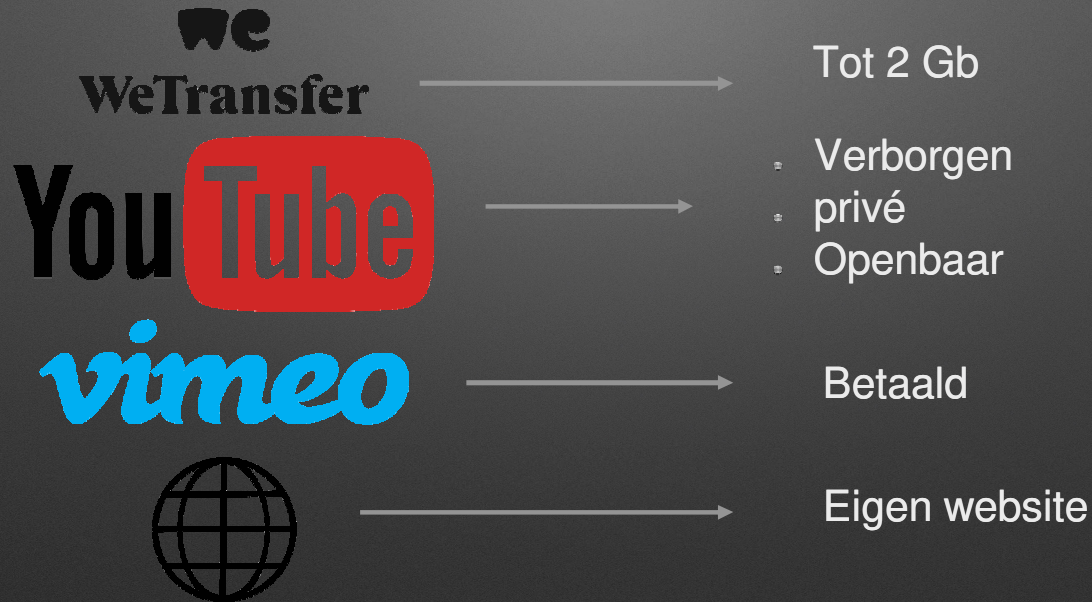 we
WeTransfer
Tot 2 Gb
YouTube
Verborgen
privé
Openbaar
vimeo
Betaald
Eigen website